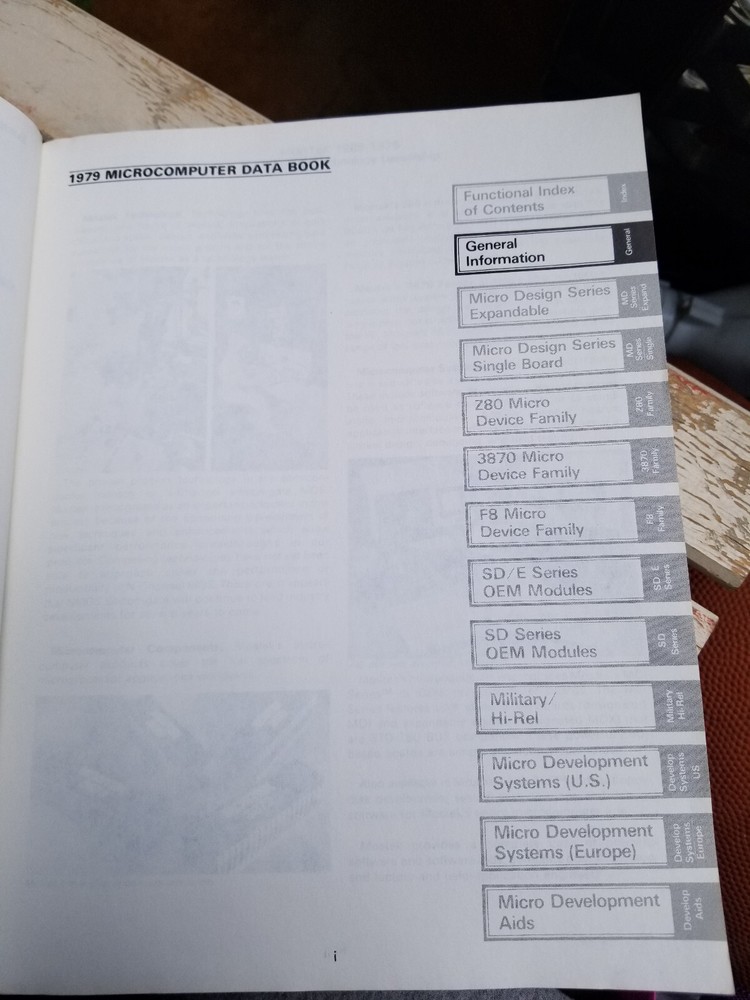 1979 MICROCOMPUTER DATA BOOK
Functional Index
of Contents
Index
General
Information
General
Micro Design Series
Expandable
MD
Series
Expand
Micro Design Series
Single Board
MD
Series
Single
Z80 Micro
Device Family
Z80
Family
3870 Micro
Device Family
3870
Family
F8 Micro
Device Family
F8
Family
SD/E Series
OEM Modules
SD/E
Series
SD Series
OEM Modules
SD
Series
Military/
Hi-Rel
Military
Hi-Rel
Micro Development
Systems (U.S.)
Develop
Systems
US
Micro Development
Systems (Europe)
Develop
Systems
Europe
Micro Development
Aids
Develop
Aids
i